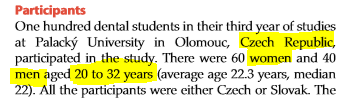 Participants
One hundred dental students in their third year of studies
at Palacký University in Olomouc, Czech Republic,
participated in the study. There were 60 women and 40
men aged 20 to 32 years (average age 22.3 years, median
22). All the participants were either Czech or Slovak. The